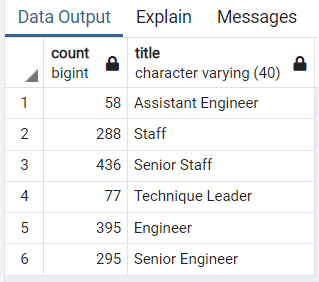 Data Output Explain Messages
count title
bigint character varying (40)
1 58 Assistant Engineer
2 288 Staff
3 436 Senior Staff
4 77 Technique Leader
5 395 Engineer
6 295 Senior Engineer